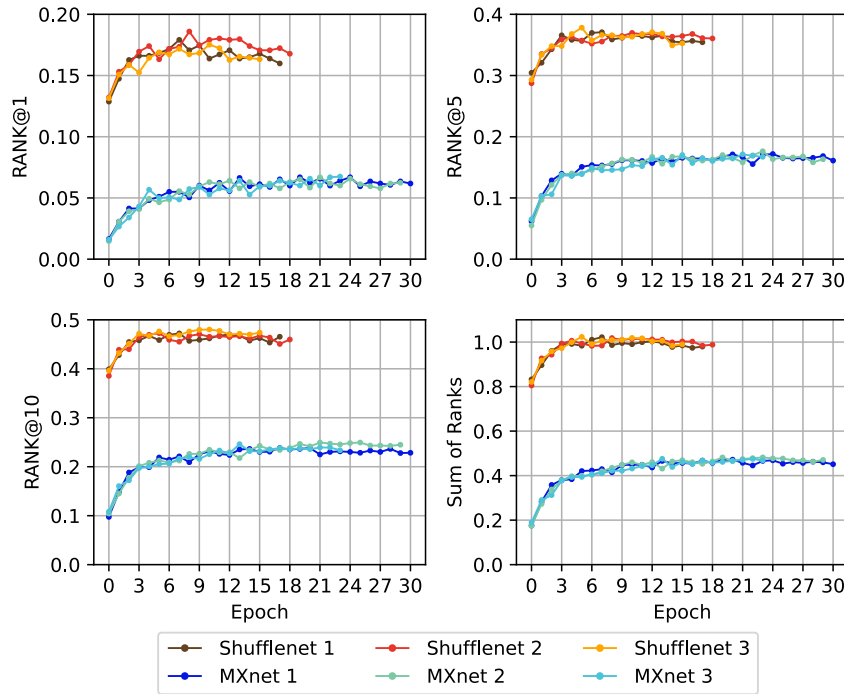 0.20
0.15
0.10
0.05
0.00
RANK@1
0 3 6 9 12 15 18 21 24 27 30
0.4
0.3
0.2
0.1
0.0
RANK@5
0 3 6 9 12 15 18 21 24 27 30
0.5
0.4
0.3
0.2
0.1
0.0
RANK@10
0 3 6 9 12 15 18 21 24 27 30
Epoch
1.0
0.8
0.6
0.4
0.2
0.0
Sum of Ranks
0 3 6 9 12 15 18 21 24 27 30
Epoch
Shufflenet 1 Shufflenet 2 Shufflenet 3
MXnet 1 MXnet 2 MXnet 3